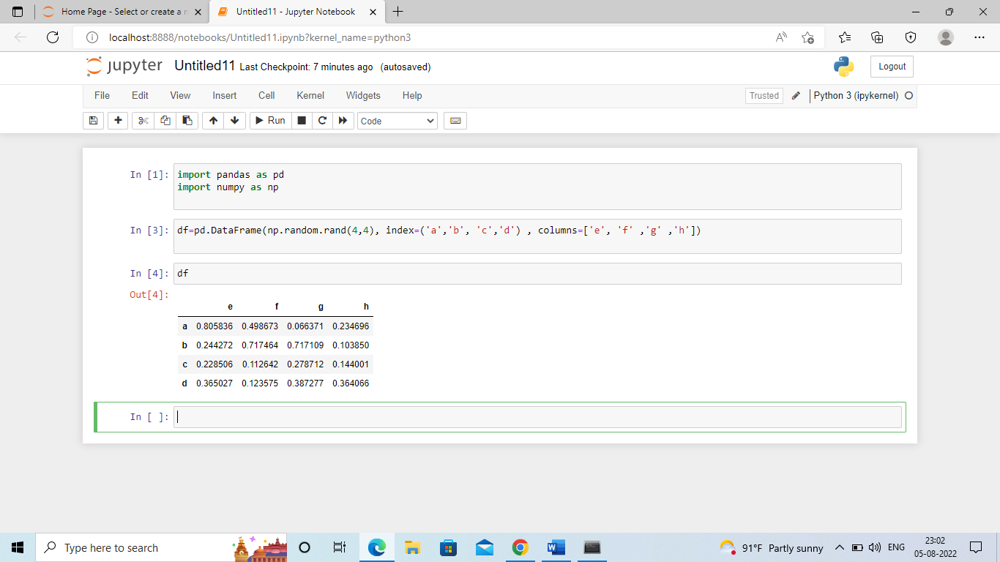 Home Page - Select or create a n
Untitled11 - Jupyter Notebook
localhost:8888/notebooks/Untitled11.ipynb?kernel_name=python3
jupyter Untitled11 Last Checkpoint: 7 minutes ago (autosaved)
Logout
File Edit View Insert Cell Kernel Widgets Help
Trusted
Python 3 (ipykernel)
Run
Code
In [1]: import pandas as pd
import numpy as np
In [3]: df=pd.DataFrame(np.random.rand(4,4), index=('a','b', 'c','d') , columns=['e', 'f' ,'g' ,'h'])
In [4]: df
Out[4]:
e f g h
a 0.805836 0.498673 0.066371 0.234696
b 0.244272 0.717464 0.717109 0.103850
c 0.228506 0.112642 0.278712 0.144001
d 0.365027 0.123575 0.387277 0.364066
In [ ]:
Type here to search
91°F Partly sunny
ENG
23:02
05-08-2022